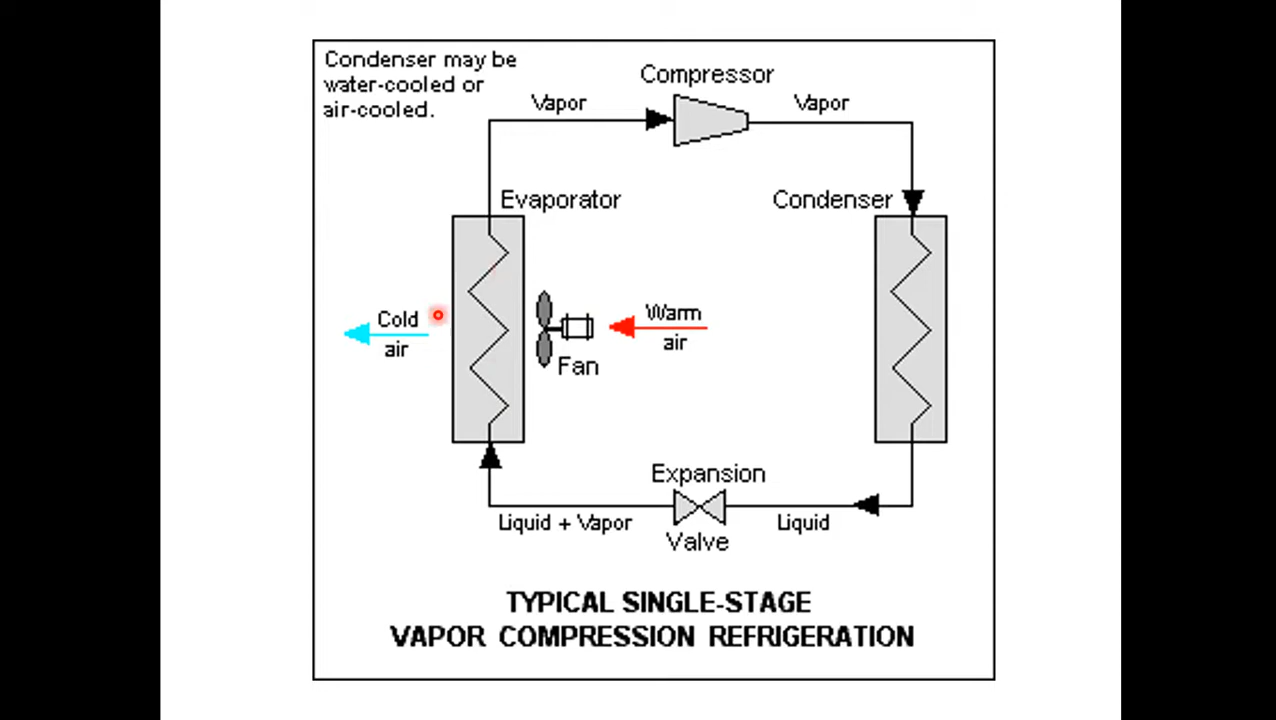 Condenser may be
water-cooled or
air-cooled.
Compressor
Vapor
Vapor
Evaporator
Condenser
Cold
air
Fan
Warm
air
Expansion
Valve
Liquid + Vapor
Liquid
TYPICAL SINGLE-STAGE
VAPOR COMPRESSION REFRIGERATION